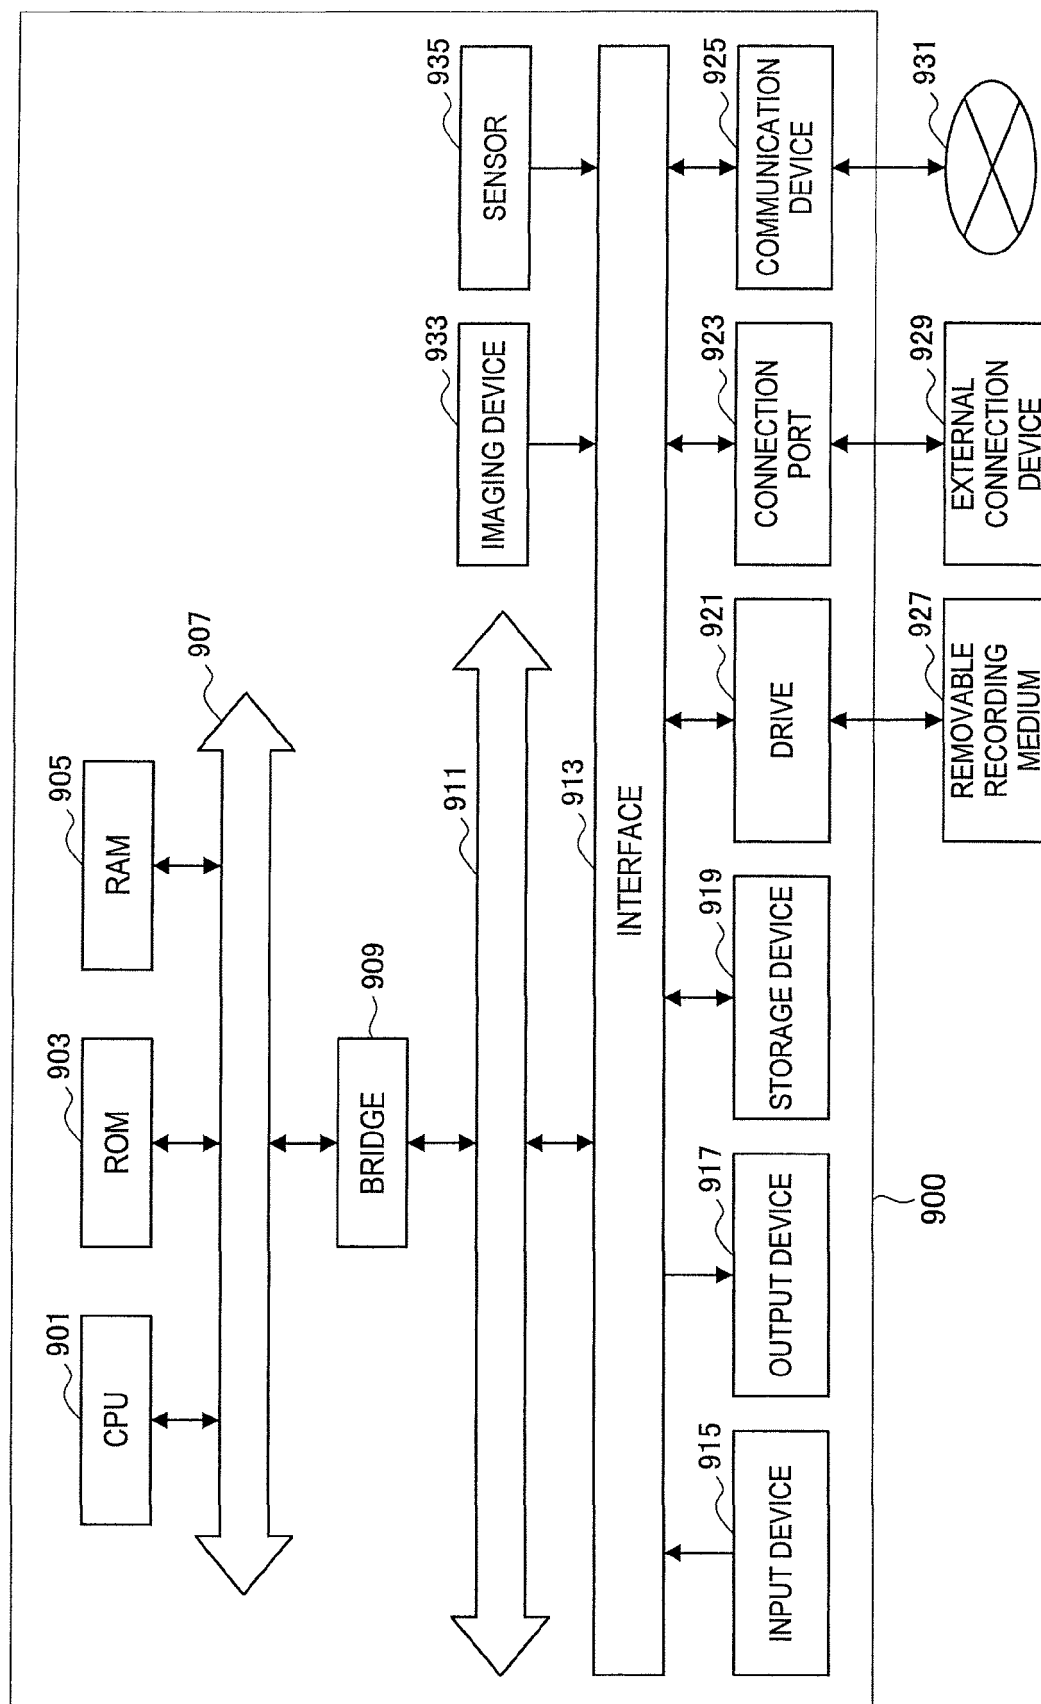 901
CPU
903
ROM
905
RAM
907
909
BRIDGE
911
933
IMAGING DEVICE
935
SENSOR
913
INTERFACE
915
INPUT DEVICE
917
OUTPUT DEVICE
919
STORAGE DEVICE
921
DRIVE
923
CONNECTION
PORT
925
COMMUNICATION
DEVICE
900
927
REMOVABLE
RECORDING
MEDIUM
929
EXTERNAL
CONNECTION
DEVICE
931